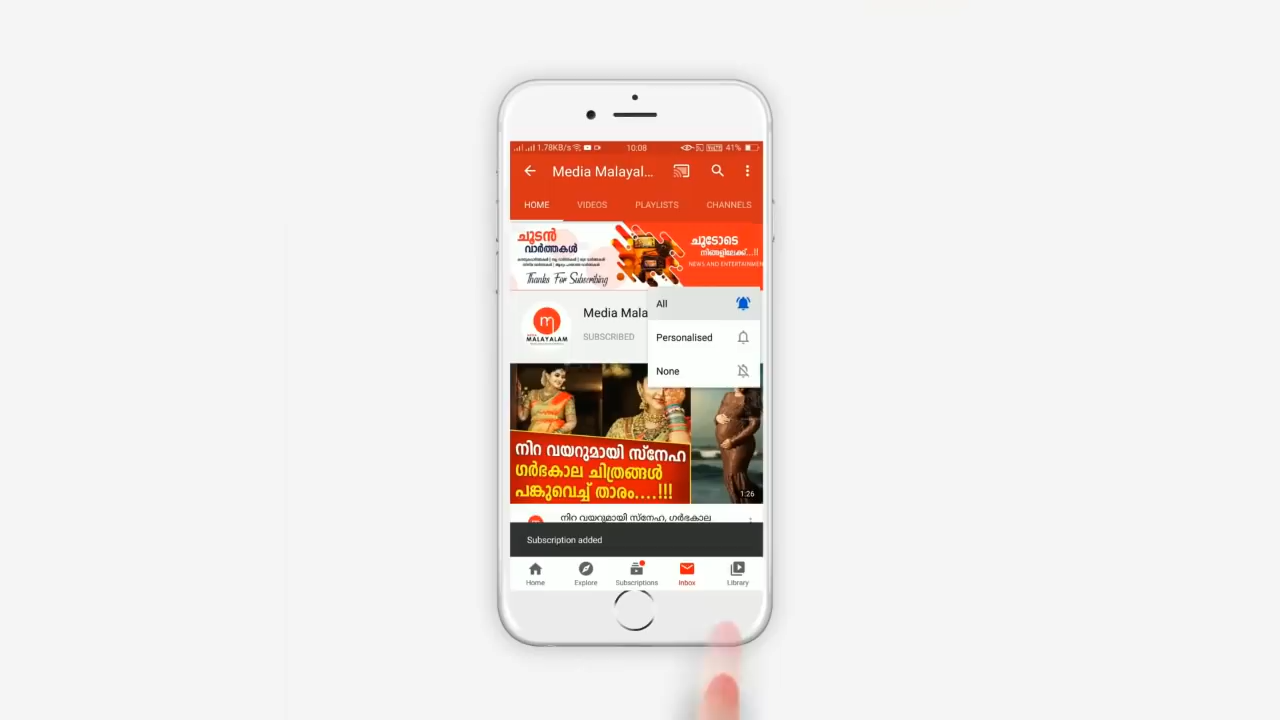 1.78KB/s 10:08 41%
Media Malayal...
HOME VIDEOS PLAYLISTS CHANNELS
ചൂടൻ
വാർത്തകൾ
Thanks For Subscribing
ചൂടോടെ
നിങ്ങളിലേക്ക്...!!
NEWS AND ENTERTAINMEN
MALAYALAM
Media Mala
SUBSCRIBED
All
Personalised
None
നിറ വയറുമായി സ്നേഹ
ഗർഭകാല ചിത്രങ്ങൾ
പങ്കുവെച്ച് താരം....!!!
1:26
നിറ വയറുമായി സ്നേഹ, ഗർഭകാല
Subscription added
Home Explore Subscriptions Inbox Library